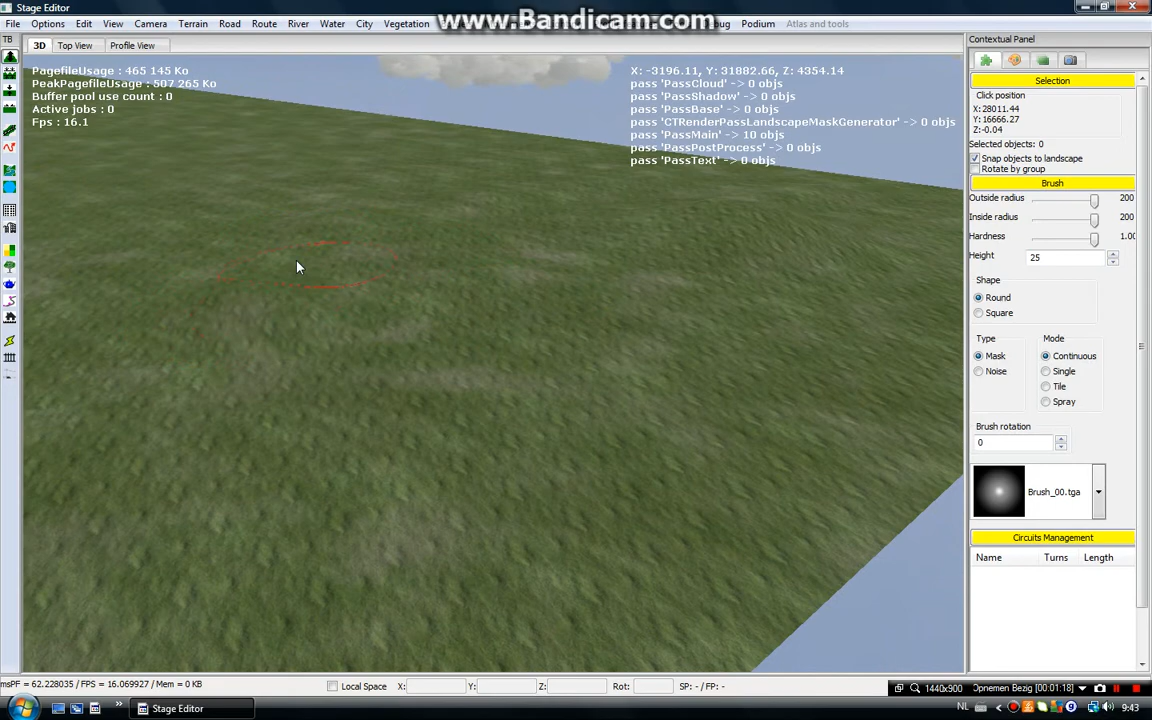 Stage Editor
www.Bandicam.com
File Options Edit View Camera Terrain Road Route River Water City Vegetation Podium Atlas and tools
TB 3D Top View Profile View
Contextual Panel
PagefileUsage : 465 145 Ko
PeakPagefileUsage : 507 265 Ko
Buffer pool use count : 0
Active jobs : 0
Fps : 16.1
X: -3196.11, Y: 31882.66, Z: 4354.14
pass 'PassCloud' -> 0 objs
pass 'PassShadow' -> 0 objs
pass 'PassBase' -> 0 objs
pass 'CTRenderPassLandscapeMaskGenerator' -> 0 objs
pass 'PassMain' -> 10 objs
pass 'PassPostProcess' -> 0 objs
pass 'PassText' -> 0 objs
Selection
Click position
X:28011.44
Y:16666.27
Z:-0.04
Selected objects: 0
Snap objects to landscape
Rotate by group
Brush
Outside radius 200
Inside radius 200
Hardness 1.00
Height 25
Shape
Round
Square
Type Mode
Mask Continuous
Noise Single
Tile
Spray
Brush rotation
0
Brush_00.tga
Circuits Management
Name Turns Length
msPF = 62.228035 / FPS = 16.069927 / Mem = 0 KB
Local Space X: Y: Z: Rot: SP: - / FP: -
1440x900 Opnemen Bezig [00:01:18]
Stage Editor
NL 9:43